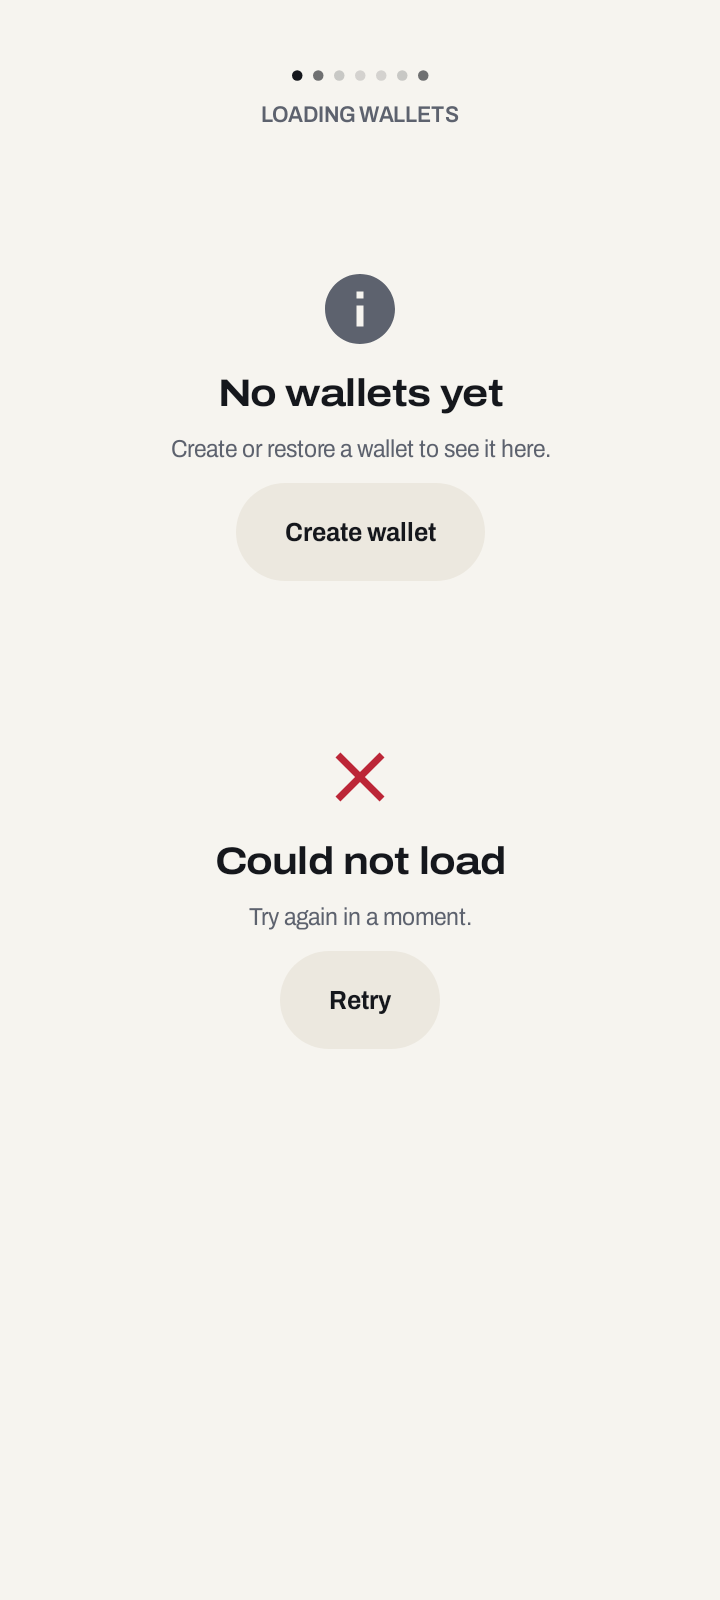 LOADING WALLETS
No wallets yet
Create or restore a wallet to see it here.
Create wallet
Could not load
Try again in a moment.
Retry